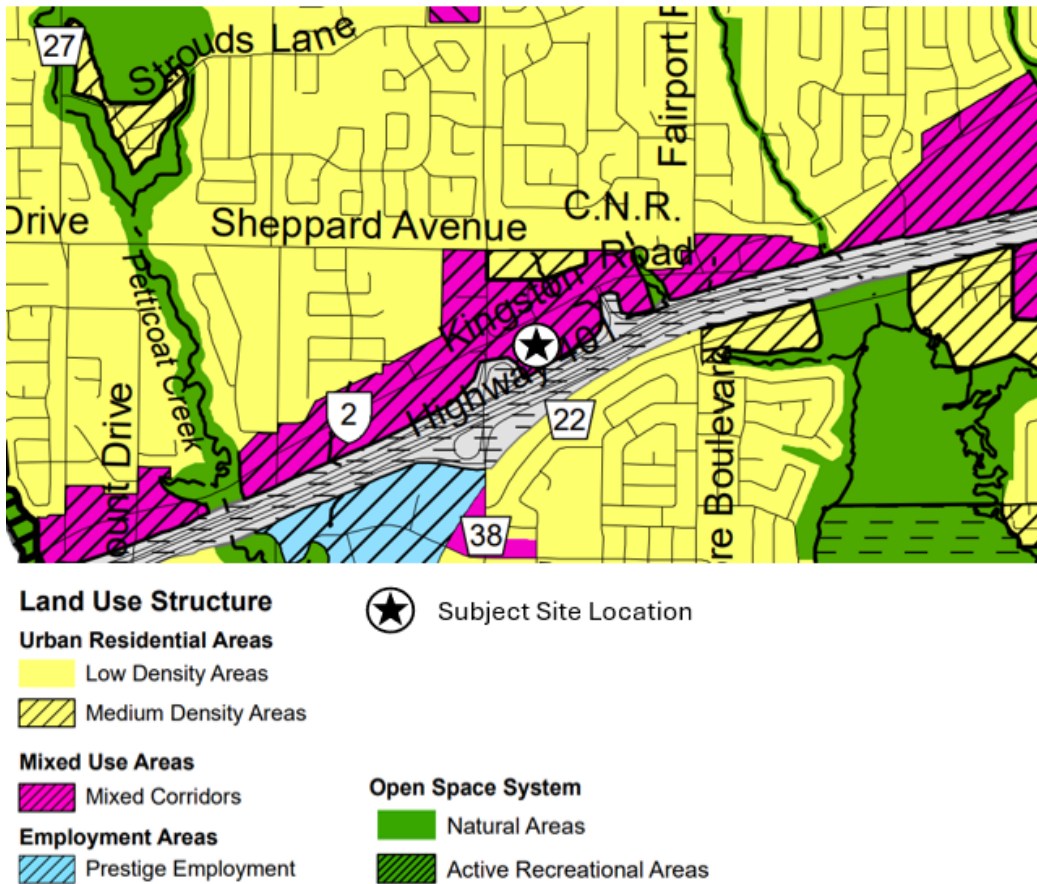 27
Strouds Lane
Fairport
Drive
Sheppard Avenue
C.N.R.
Road
Kingston
Petticoat Creek
2
Highway 401
22
Drive
38
Land Use Structure
Subject Site Location
Urban Residential Areas
Low Density Areas
Medium Density Areas
Mixed Use Areas
Mixed Corridors
Open Space System
Natural Areas
Employment Areas
Prestige Employment
Active Recreational Areas